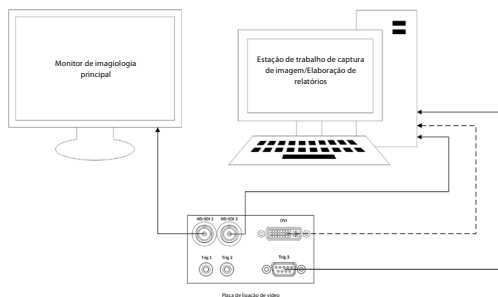 Monitor de imagiologia
principal
Estação de trabalho de captura
de imagem/Elaboração de
relatórios
HD-SDI 1
HD-SDI 2
DVI
Trig 1
Trig 2
Trig 3
Placa de ligação de vídeo